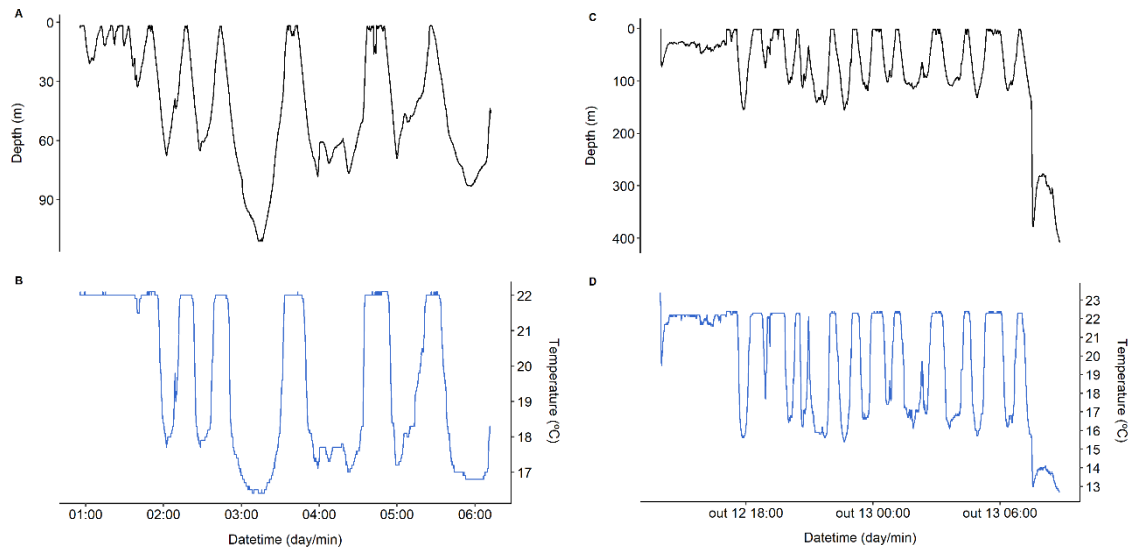 A
0
30
60
90
Depth (m)
B
22
21
20
19
18
17
Temperature (ºC)
01:00 02:00 03:00 04:00 05:00 06:00
Datetime (day/min)
C
0
100
200
300
400
Depth (m)
D
23
22
21
20
19
18
17
16
15
14
13
Temperature (ºC)
out 12 18:00 out 13 00:00 out 13 06:00
Datetime (day/min)